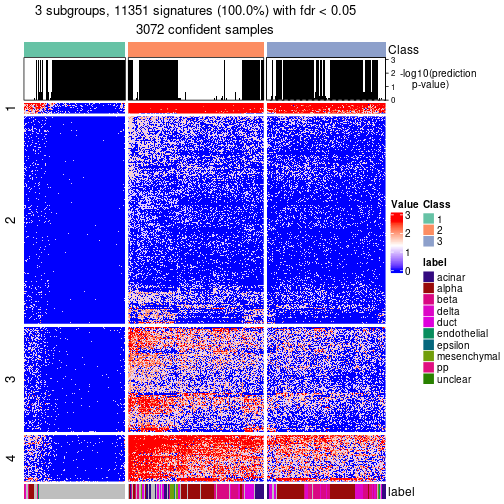 3 subgroups, 11351 signatures (100.0%) with fdr < 0.05
3072 confident samples
Class
3
2
1
0
-log10(prediction
p-value)
1
2
3
4
Value
3
2
1
0
Class
1
2
3
label
acinar
alpha
beta
delta
duct
endothelial
epsilon
mesenchymal
pp
unclear
label